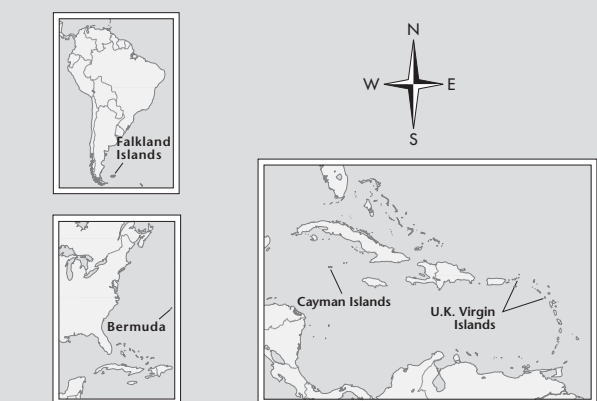 N
W
E
S
Falkland
Islands
Bermuda
Cayman Islands
U.K. Virgin
Islands